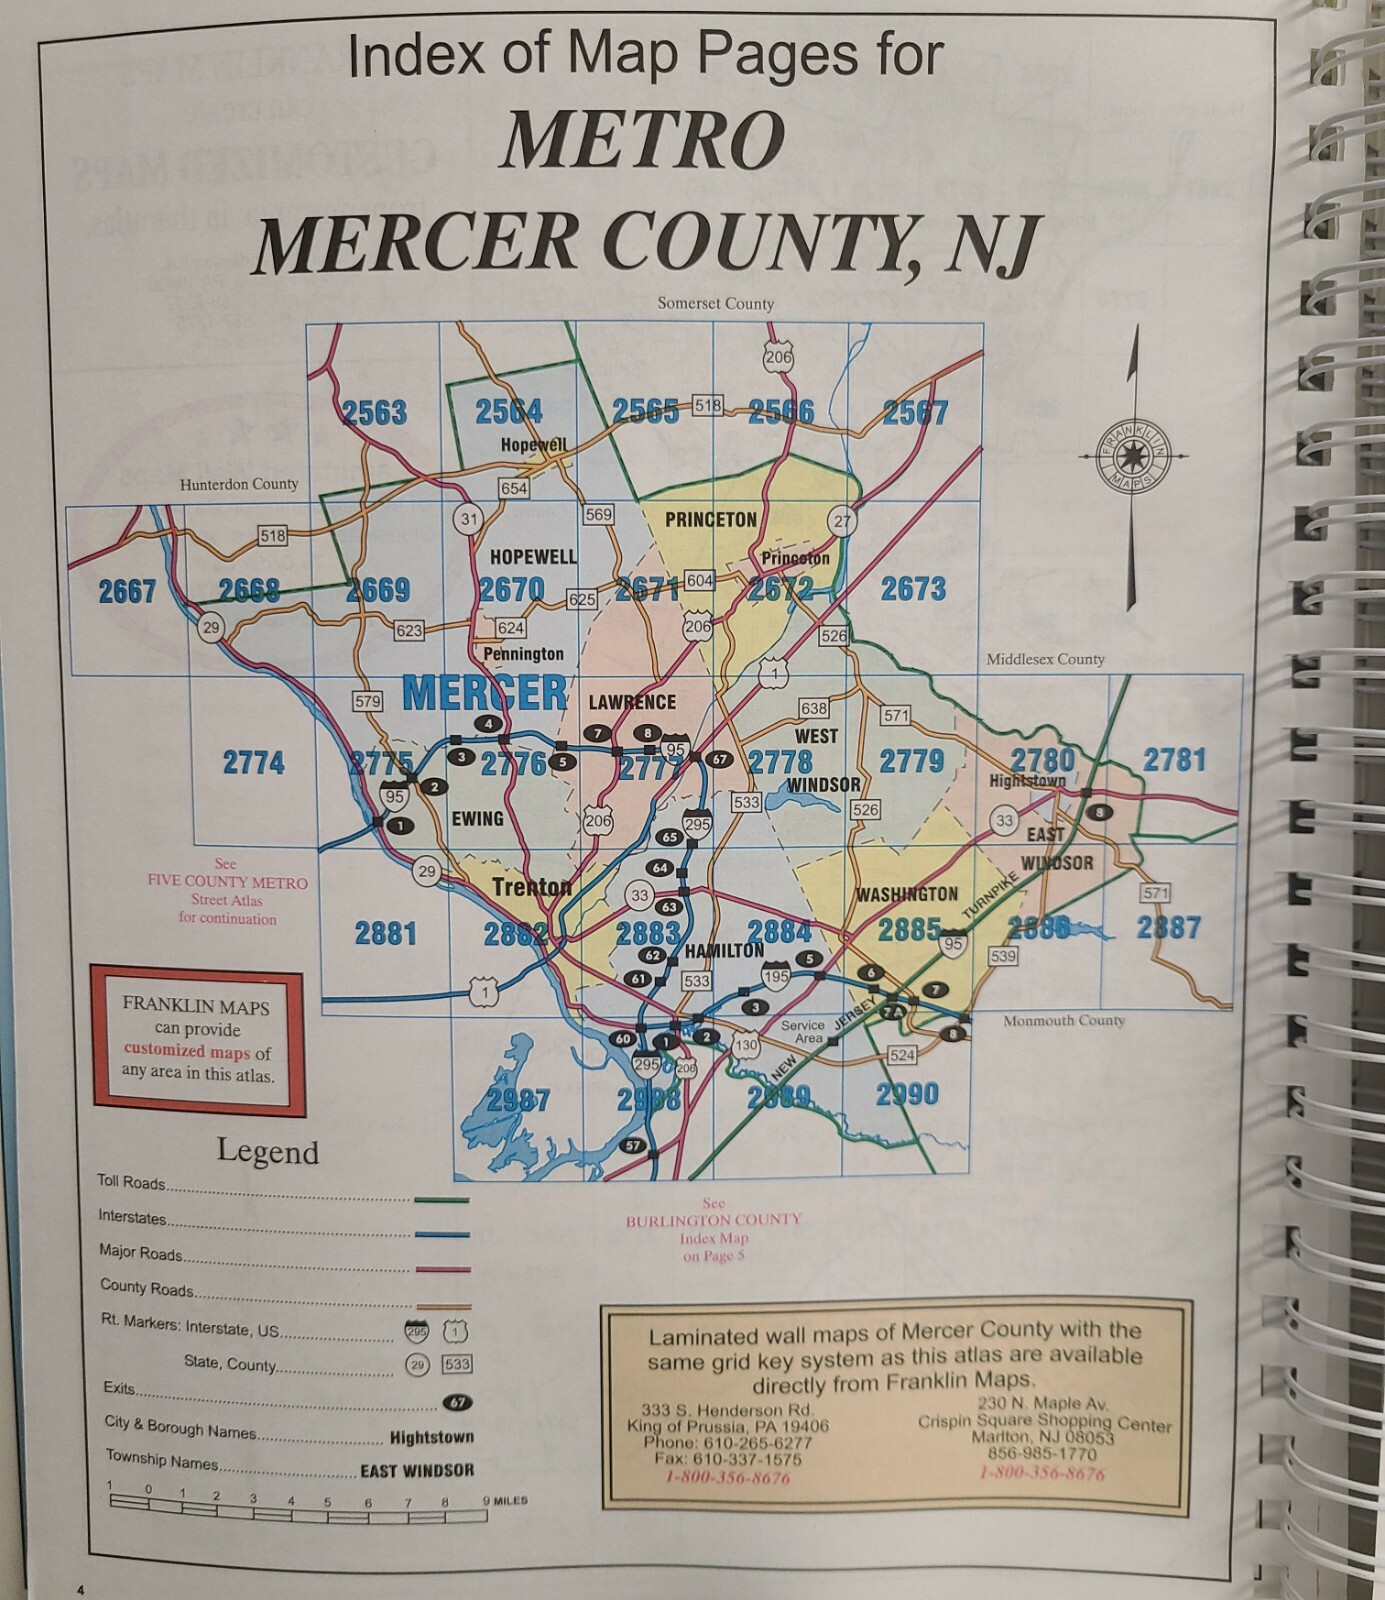 Index of Map Pages for
METRO
MERCER COUNTY, NJ
Somerset County
206
2563
2564
2565
518
2566
2567
Hopewell
FRANKLIN
MAPS
Hunterdon County
654
31
569
PRINCETON
27
518
HOPEWELL
Princeton
2667
2668
2669
2670
625
2671
604
2672
2673
29
623
624
206
526
Pennington
1
Middlesex County
MERCER
579
LAWRENCE
638
571
4
7
8
WEST
95
2774
2775
3
2776
5
2777
67
2778
2779
2780
2781
2
WINDSOR
Hightstown
95
533
526
8
1
EWING
206
295
33
EAST
65
WINDSOR
See
FIVE COUNTY METRO
Street Atlas
for continuation
29
Trenton
64
33
63
WASHINGTON
TURNPIKE
571
2881
2882
2883
2884
2885
95
2886
2887
62
HAMILTON
5
539
61
533
195
6
7
1
3
7A
JERSEY
Monmouth County
FRANKLIN MAPS
can provide
customized maps of
any area in this atlas.
60
1
2
130
Service
Area
8
524
295
206
NEW
2987
2988
2989
2990
57
See
BURLINGTON COUNTY
Index Map
on Page 5
Legend
Toll Roads
Interstates
Major Roads
County Roads
Rt. Markers: Interstate, US 295 1
State, County 29 533
Exits 67
City & Borough Names Hightstown
Township Names EAST WINDSOR
1 0 1 2 3 4 5 6 7 8 9 MILES
Laminated wall maps of Mercer County with the
same grid key system as this atlas are available
directly from Franklin Maps.
333 S. Henderson Rd.
King of Prussia, PA 19406
Phone: 610-265-6277
Fax: 610-337-1575
1-800-356-8676
230 N. Maple Av.
Crispin Square Shopping Center
Marlton, NJ 08053
856-985-1770
1-800-356-8676
4